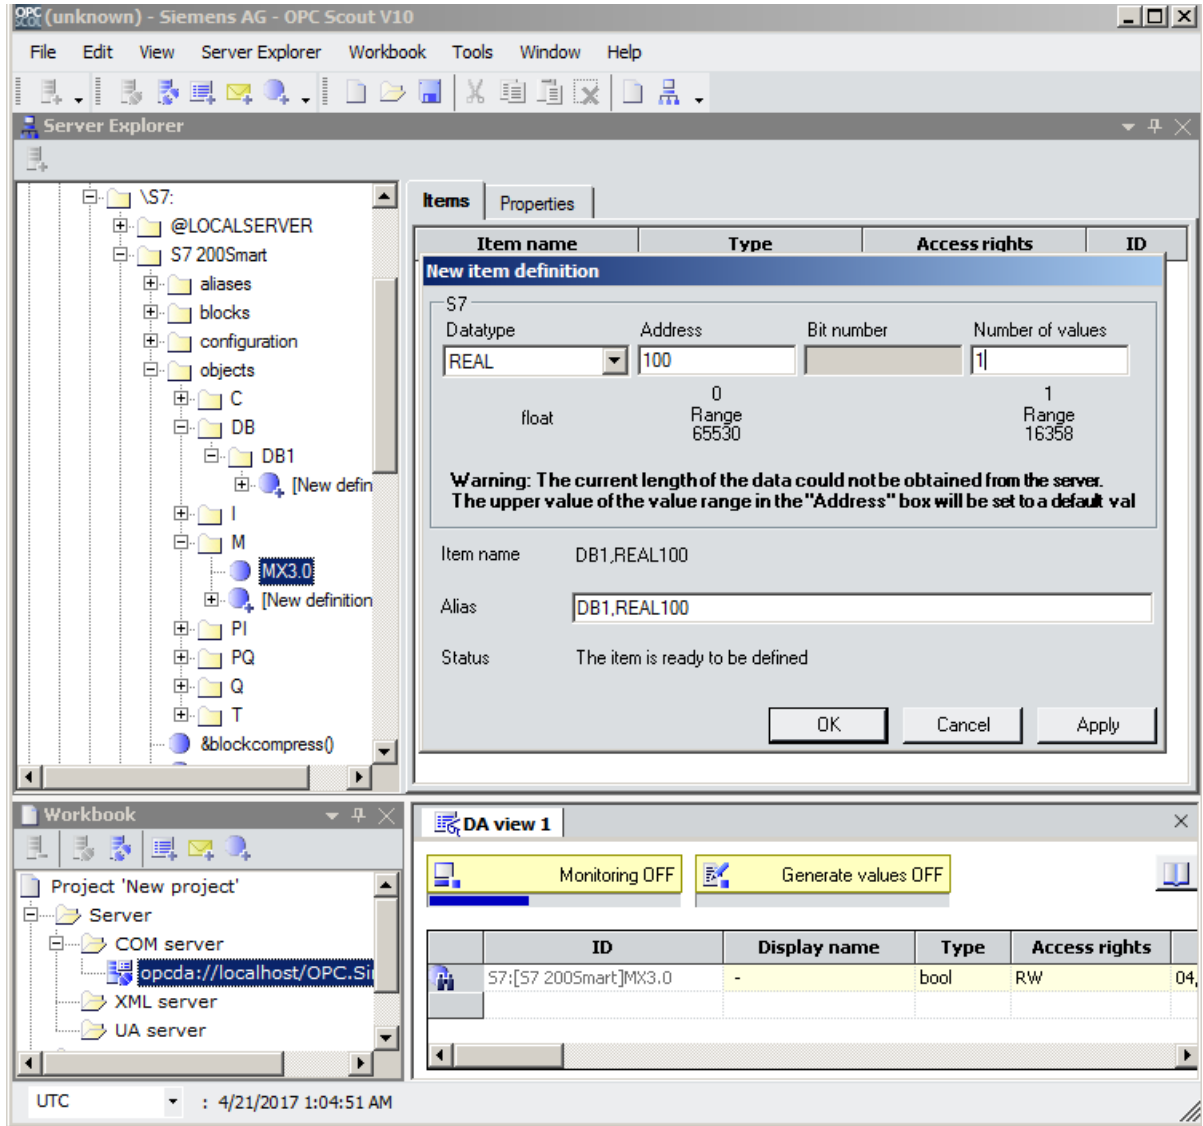 OPC SCOUT (unknown) - Siemens AG - OPC Scout V10
File Edit View Server Explorer Workbook Tools Window Help
Server Explorer
\S7:
@LOCALSERVER
S7 200Smart
aliases
blocks
configuration
objects
C
DB
DB1
[New defin
I
M
MX3.0
[New definition
PI
PQ
Q
T
&blockcompress()
Items Properties
Item name Type Access rights ID
New item definition
S7
Datatype Address Bit number Number of values
REAL 100 1
0 1
float Range Range
65530 16358
Warning: The current length of the data could not be obtained from the server.
The upper value of the value range in the "Address" box will be set to a default val
Item name DB1,REAL100
Alias DB1,REAL100
Status The item is ready to be defined
OK Cancel Apply
Workbook
Project 'New project'
Server
COM server
opcda://localhost/OPC.Si
XML server
UA server
DA view 1
Monitoring OFF Generate values OFF
ID Display name Type Access rights
S7:[S7 200Smart]MX3.0 - bool RW 04,
UTC : 4/21/2017 1:04:51 AM